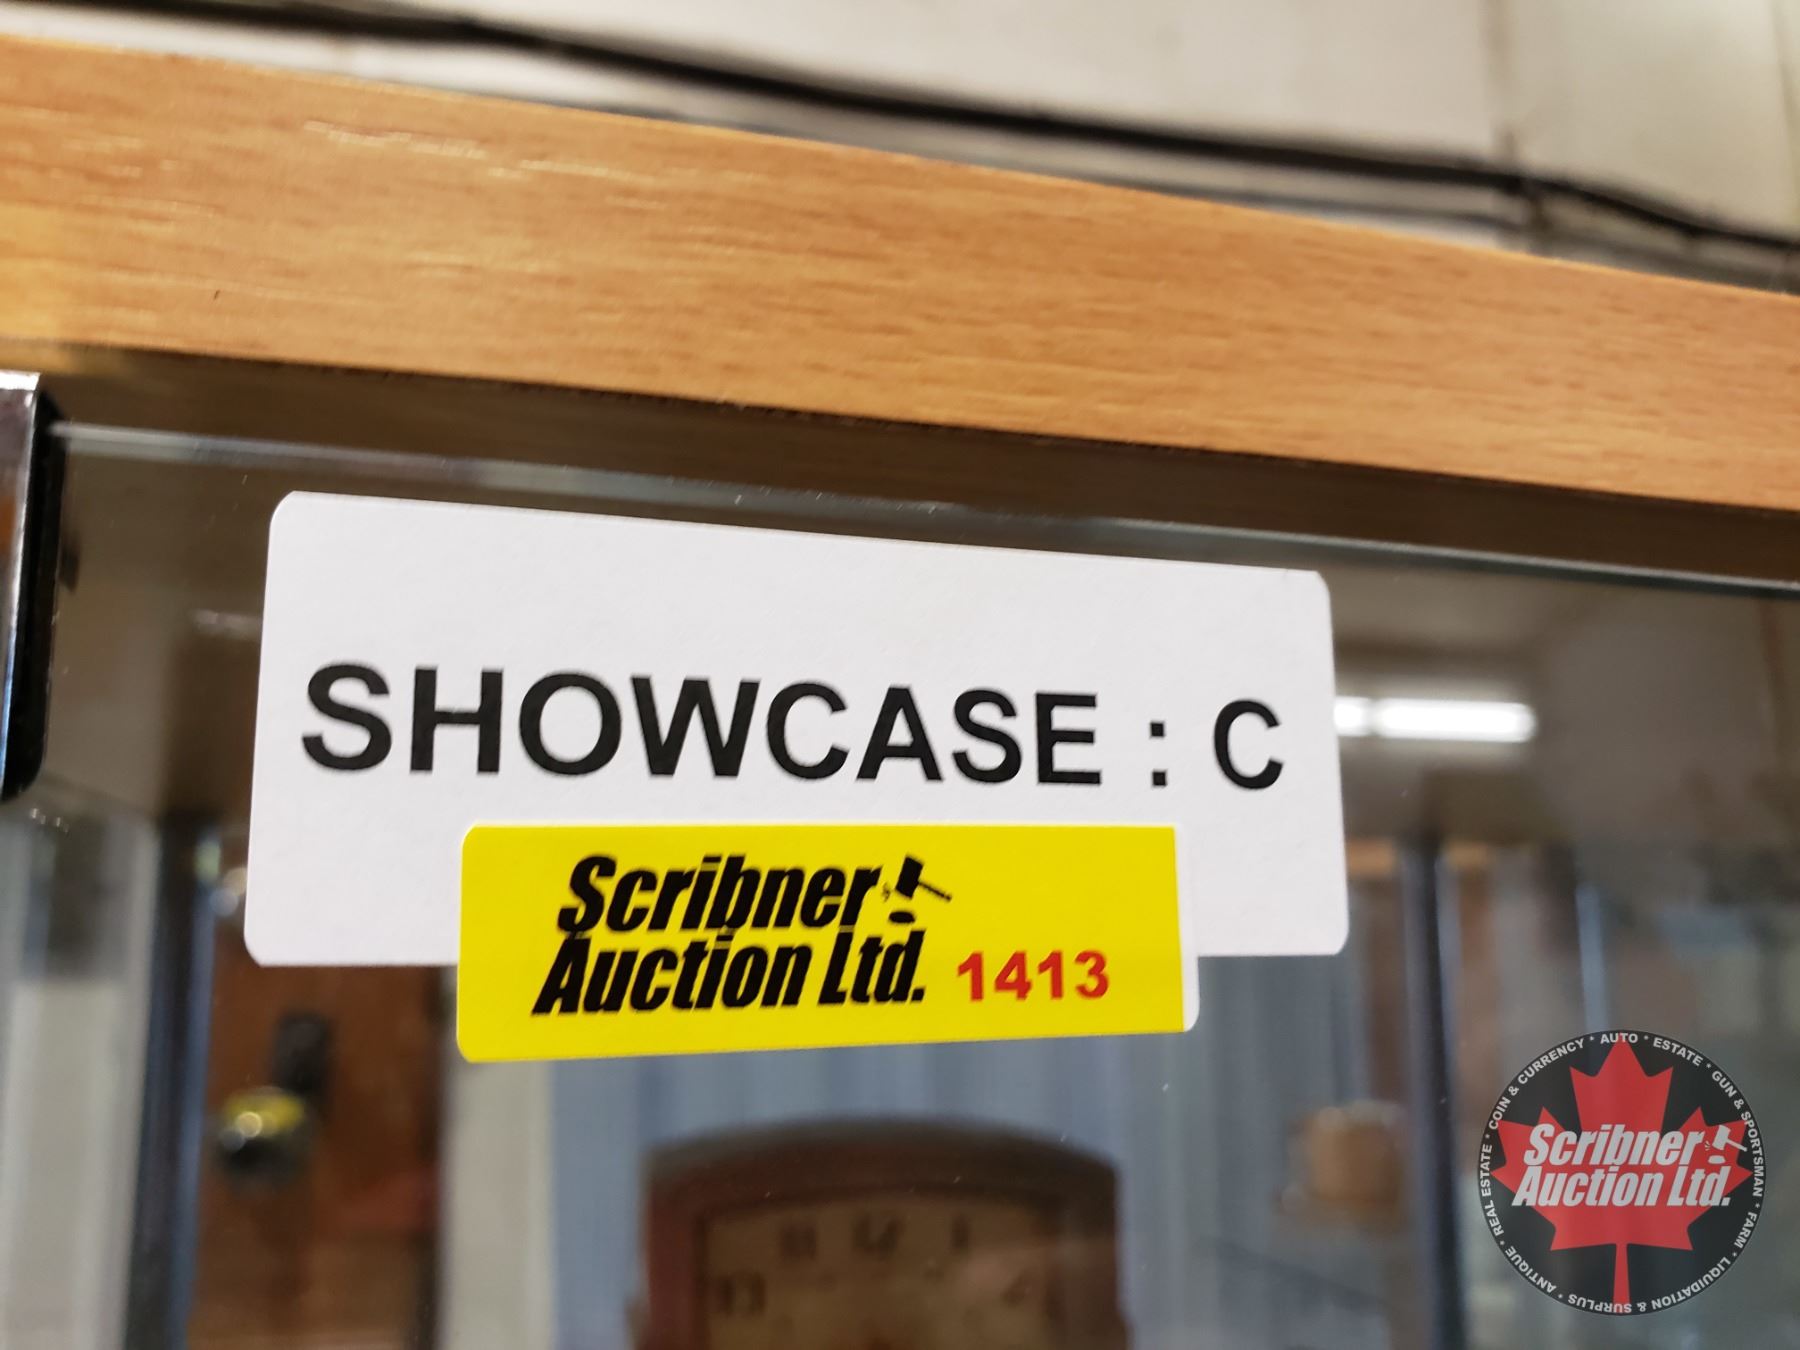 SHOWCASE : C
Scribner
Auction Ltd. 1413
COIN & CURRENCY * AUTO * ESTATE * GUN & SPORTSMAN * FARM * LIQUIDATION & SURPLUS * ANTIQUE * REAL ESTATE *
Scribner
Auction Ltd.